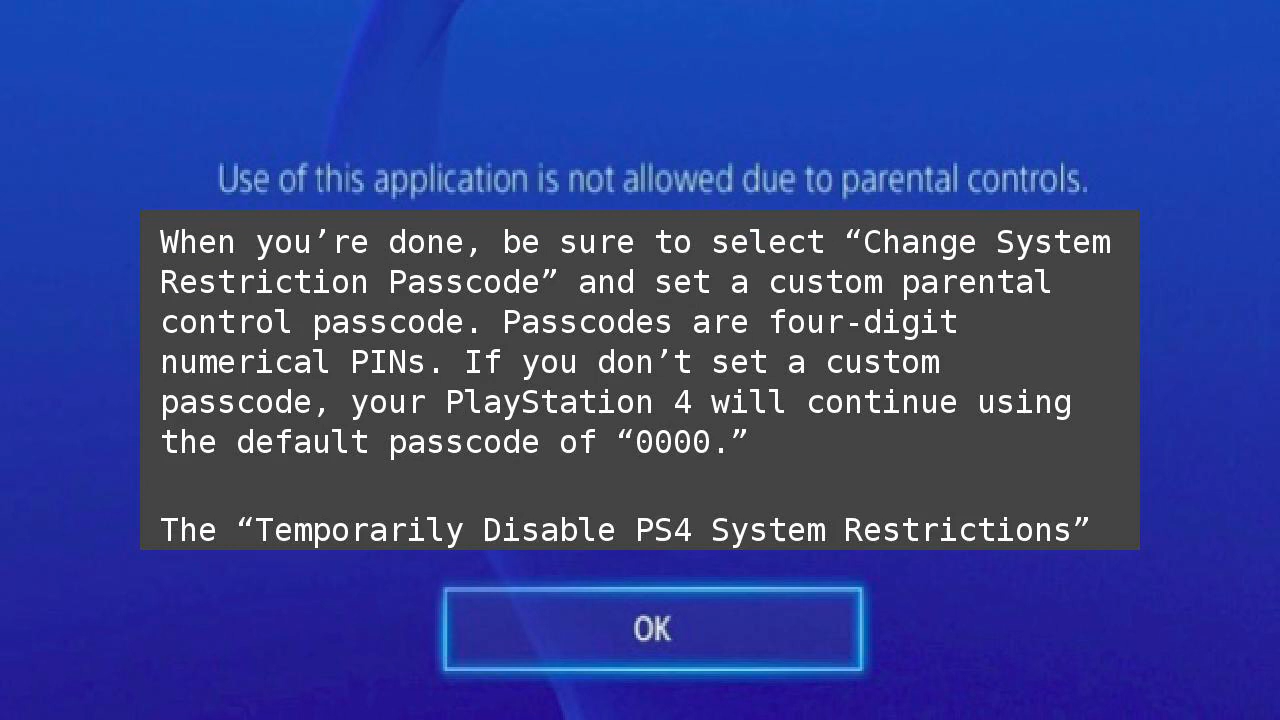 Use of this application is not allowed due to parental controls.
When you’re done, be sure to select “Change System
Restriction Passcode” and set a custom parental
control passcode. Passcodes are four-digit
numerical PINs. If you don’t set a custom
passcode, your PlayStation 4 will continue using
the default passcode of “0000.”
The “Temporarily Disable PS4 System Restrictions”
OK